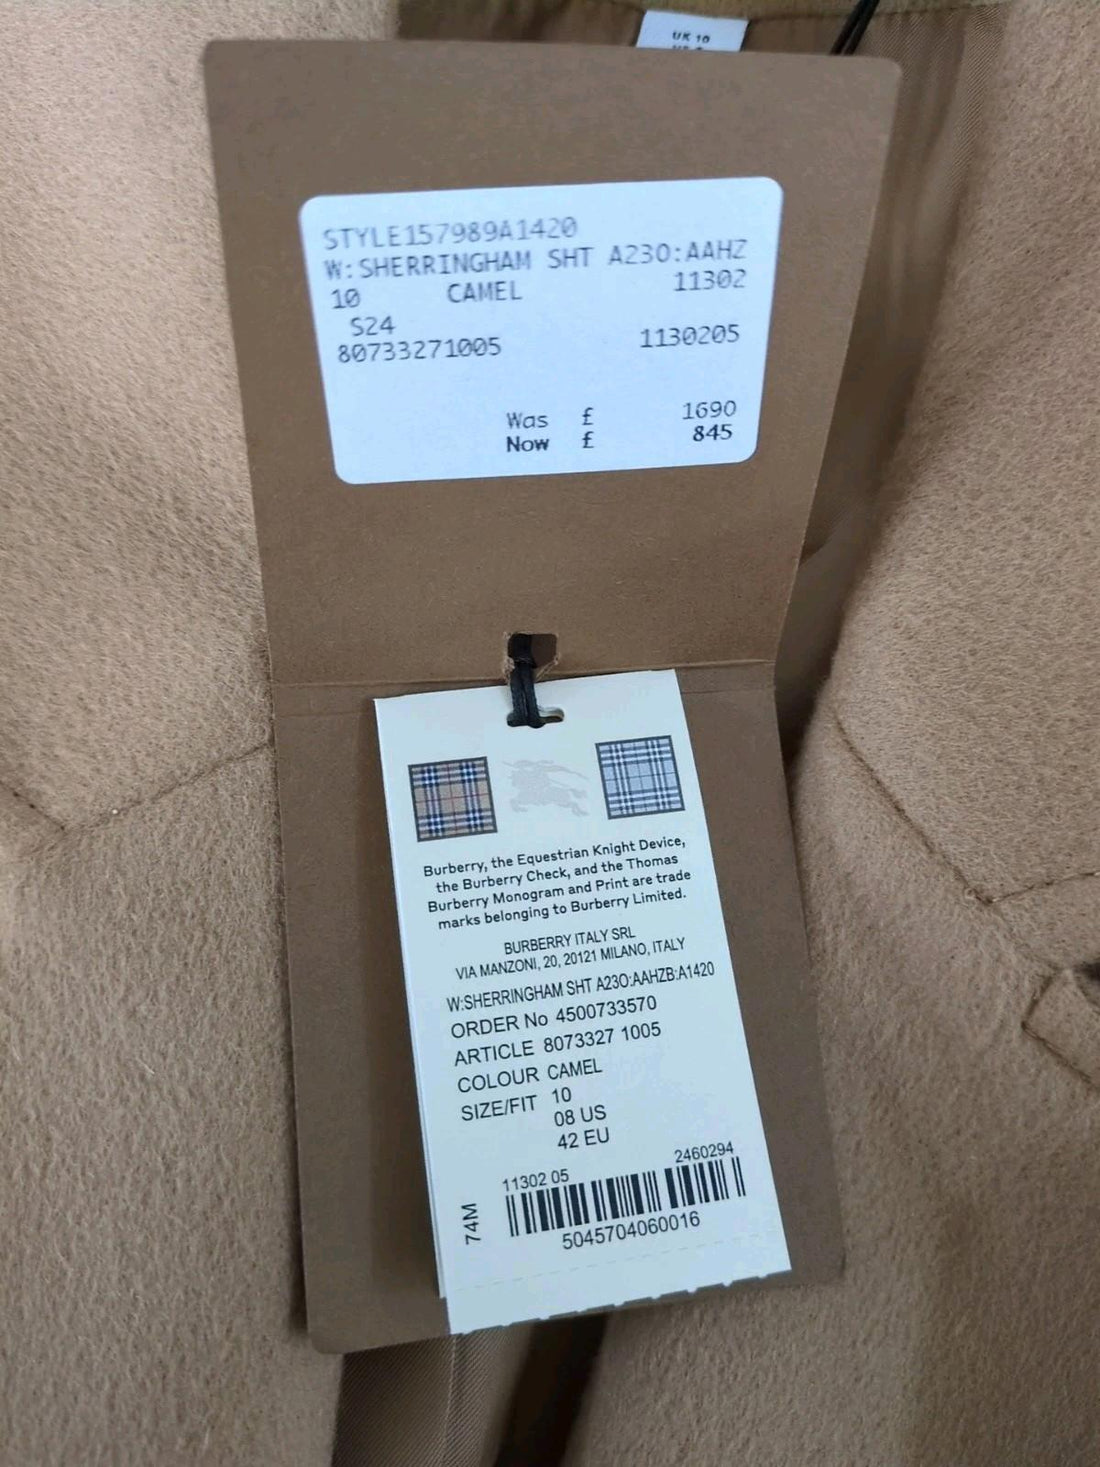 UK 10
STYLE157989A1420
W:SHERRINGHAM SHT A230:AAHZ
10 CAMEL 11302
S24
80733271005 1130205
Was £ 1690
Now £ 845
Burberry, the Equestrian Knight Device,
the Burberry Check, and the Thomas
Burberry Monogram and Print are trade
marks belonging to Burberry Limited.
BURBERRY ITALY SRL
VIA MANZONI, 20, 20121 MILANO, ITALY
W:SHERRINGHAM SHT A23O:AAHZB:A1420
ORDER No 4500733570
ARTICLE 8073327 1005
COLOUR CAMEL
SIZE/FIT 10
08 US
42 EU
11302 05 2460294
74M
5045704060016